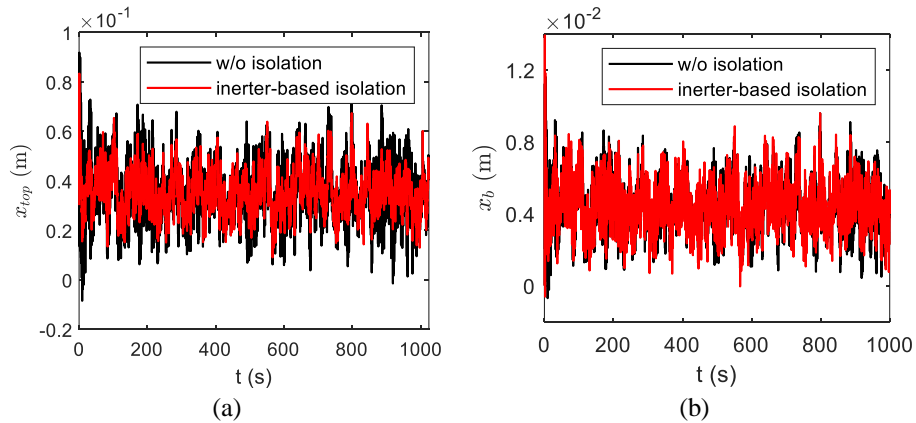 ×10⁻¹
w/o isolation
inerter-based isolation
1
0.8
0.6
0.4
0.2
0
-0.2
x_top (m)
0 200 400 600 800 1000
t (s)
(a)
×10⁻²
w/o isolation
inerter-based isolation
1.2
0.8
0.4
0
x_b (m)
0 200 400 600 800 1000
t (s)
(b)